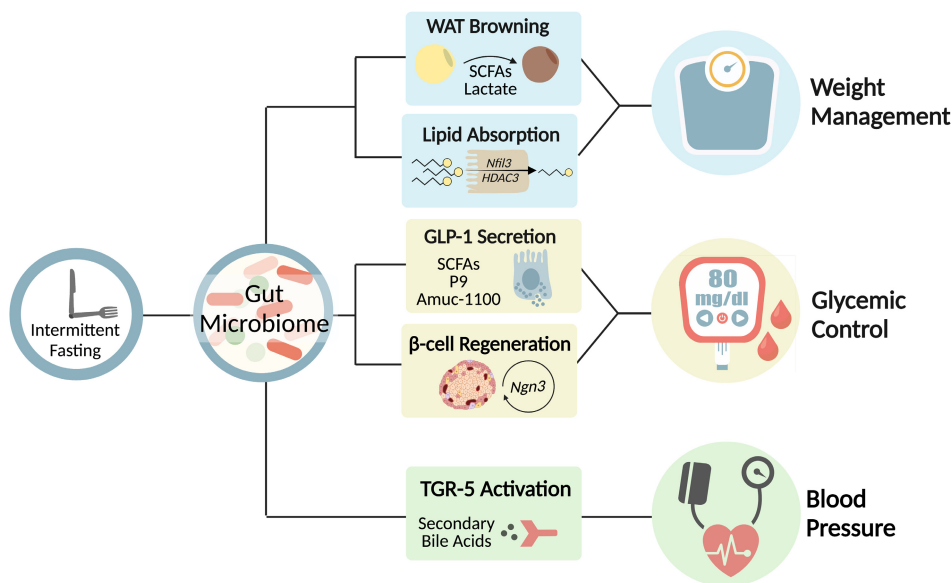 Intermittent
Fasting
Gut
Microbiome
WAT Browning
SCFAs
Lactate
Lipid Absorption
Nfil3
HDAC3
Weight
Management
GLP-1 Secretion
SCFAs
P9
Amuc-1100
β-cell Regeneration
Ngn3
80
mg/dl
Glycemic
Control
TGR-5 Activation
Secondary
Bile Acids
Blood
Pressure